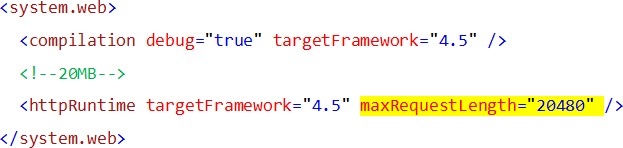 <system.web>
<compilation debug="true" targetFramework="4.5" />
<!--20MB-->
<httpRuntime targetFramework="4.5" maxRequestLength="20480" />
</system.web>